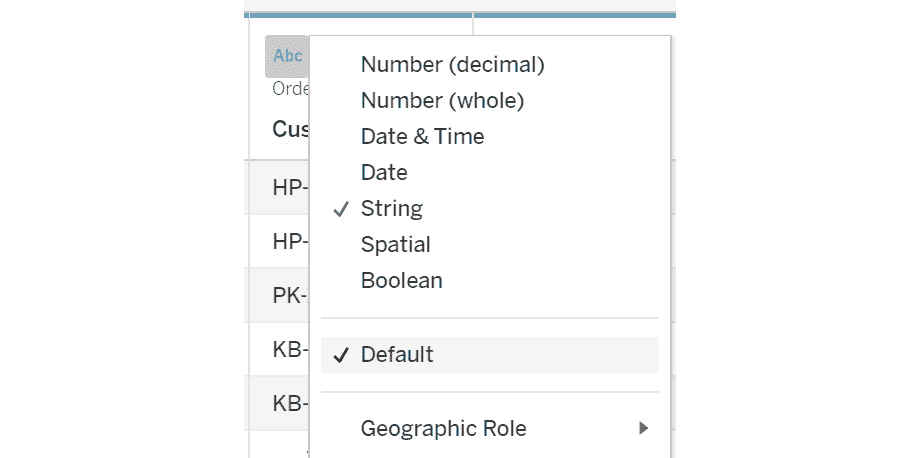 Abc
Orde
Cus
HP-
HP-
PK-
KB-
KB-
Number (decimal)
Number (whole)
Date & Time
Date
✓ String
Spatial
Boolean
✓ Default
Geographic Role